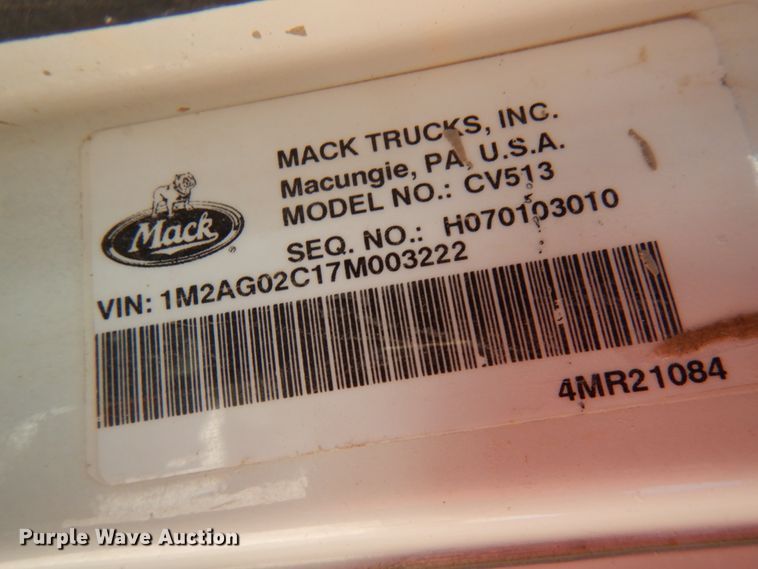 MACK TRUCKS, INC.
Macungie, PA, U.S.A.
MODEL NO.: CV513
SEQ. NO.: H070103010
Mack
VIN: 1M2AG02C17M003222
4MR21084
Purple Wave Auction